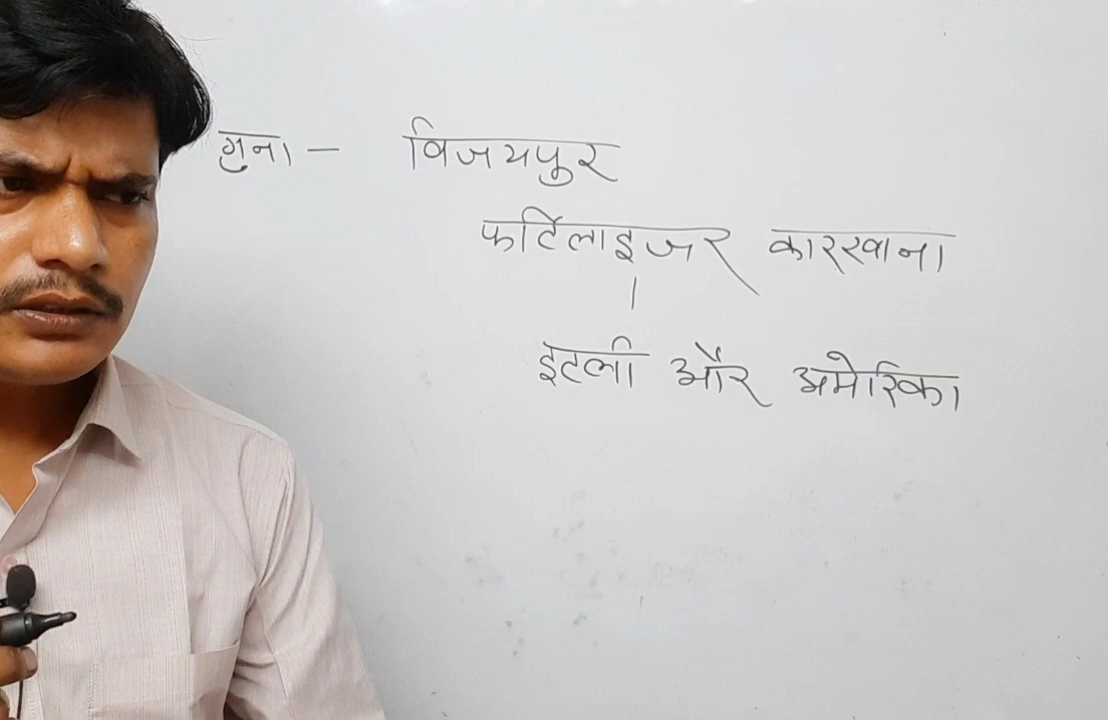 गुना - विजयपुर
फर्टिलाइजर कारखाना
इटली और अमेरिका